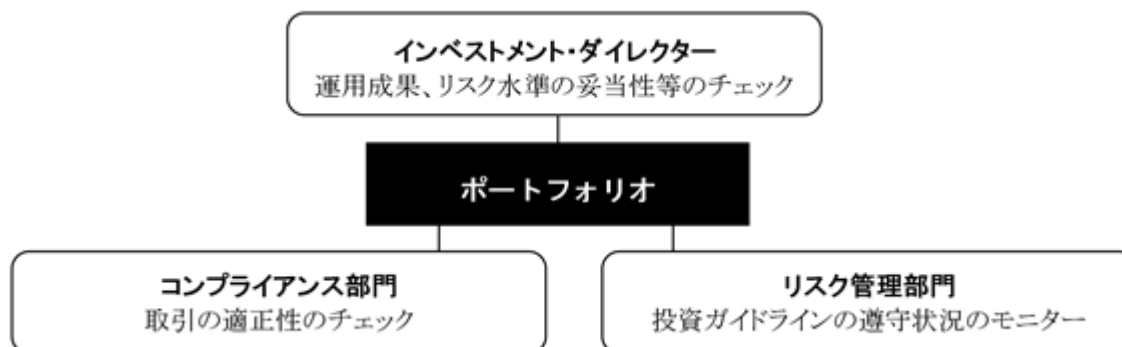 インベストメント・ダイレクター
運用成果、リスク水準の妥当性等のチェック
ポートフォリオ
コンプライアンス部門
取引の適正性のチェック
リスク管理部門
投資ガイドラインの遵守状況のモニター